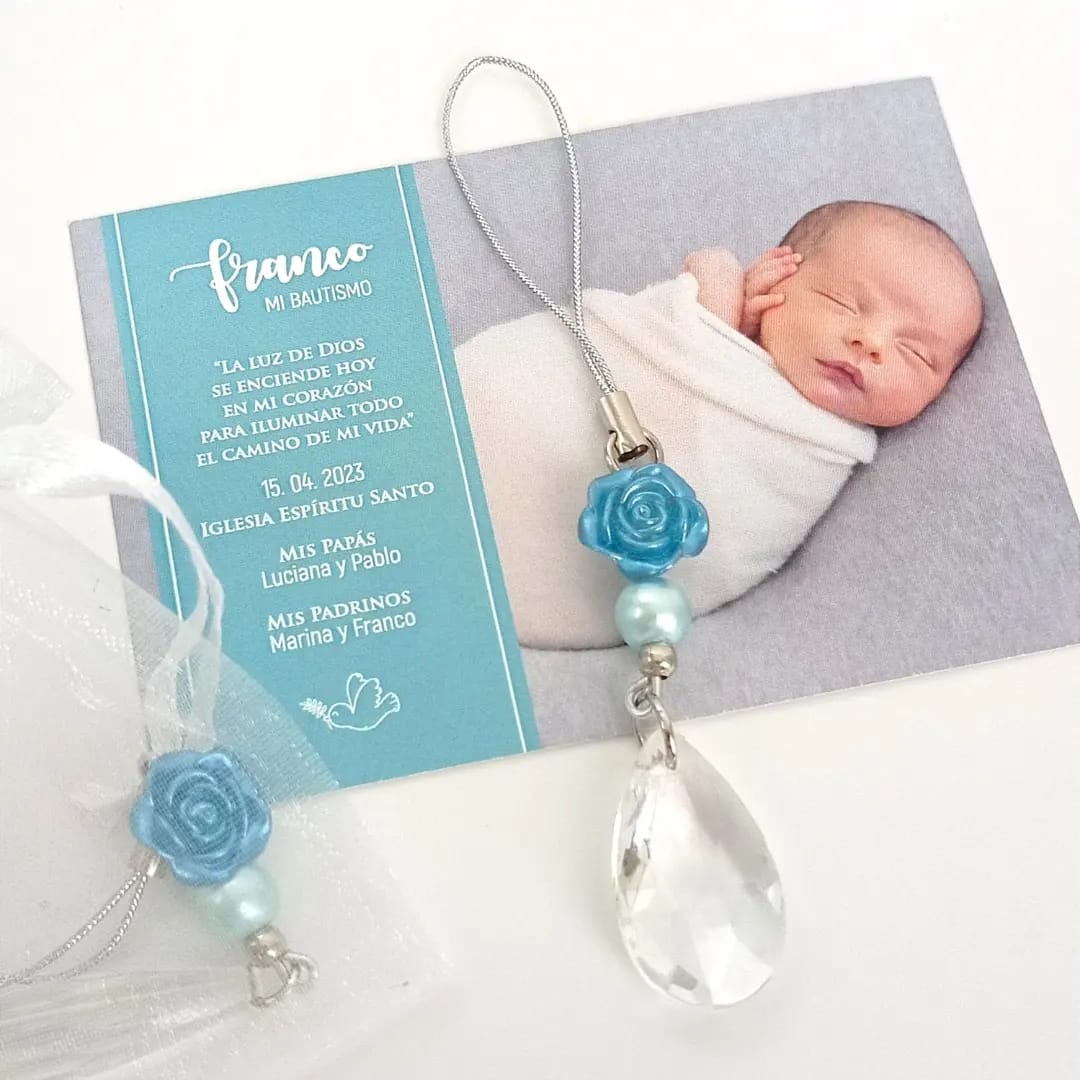 franco
MI BAUTISMO
“LA LUZ DE DIOS
SE ENCIENDE HOY
EN MI CORAZÓN
PARA ILUMINAR TODO
EL CAMINO DE MI VIDA”
15. 04. 2023
IGLESIA ESPÍRITU SANTO
MIS PAPÁS
Luciana y Pablo
MIS PADRINOS
Marina y Franco